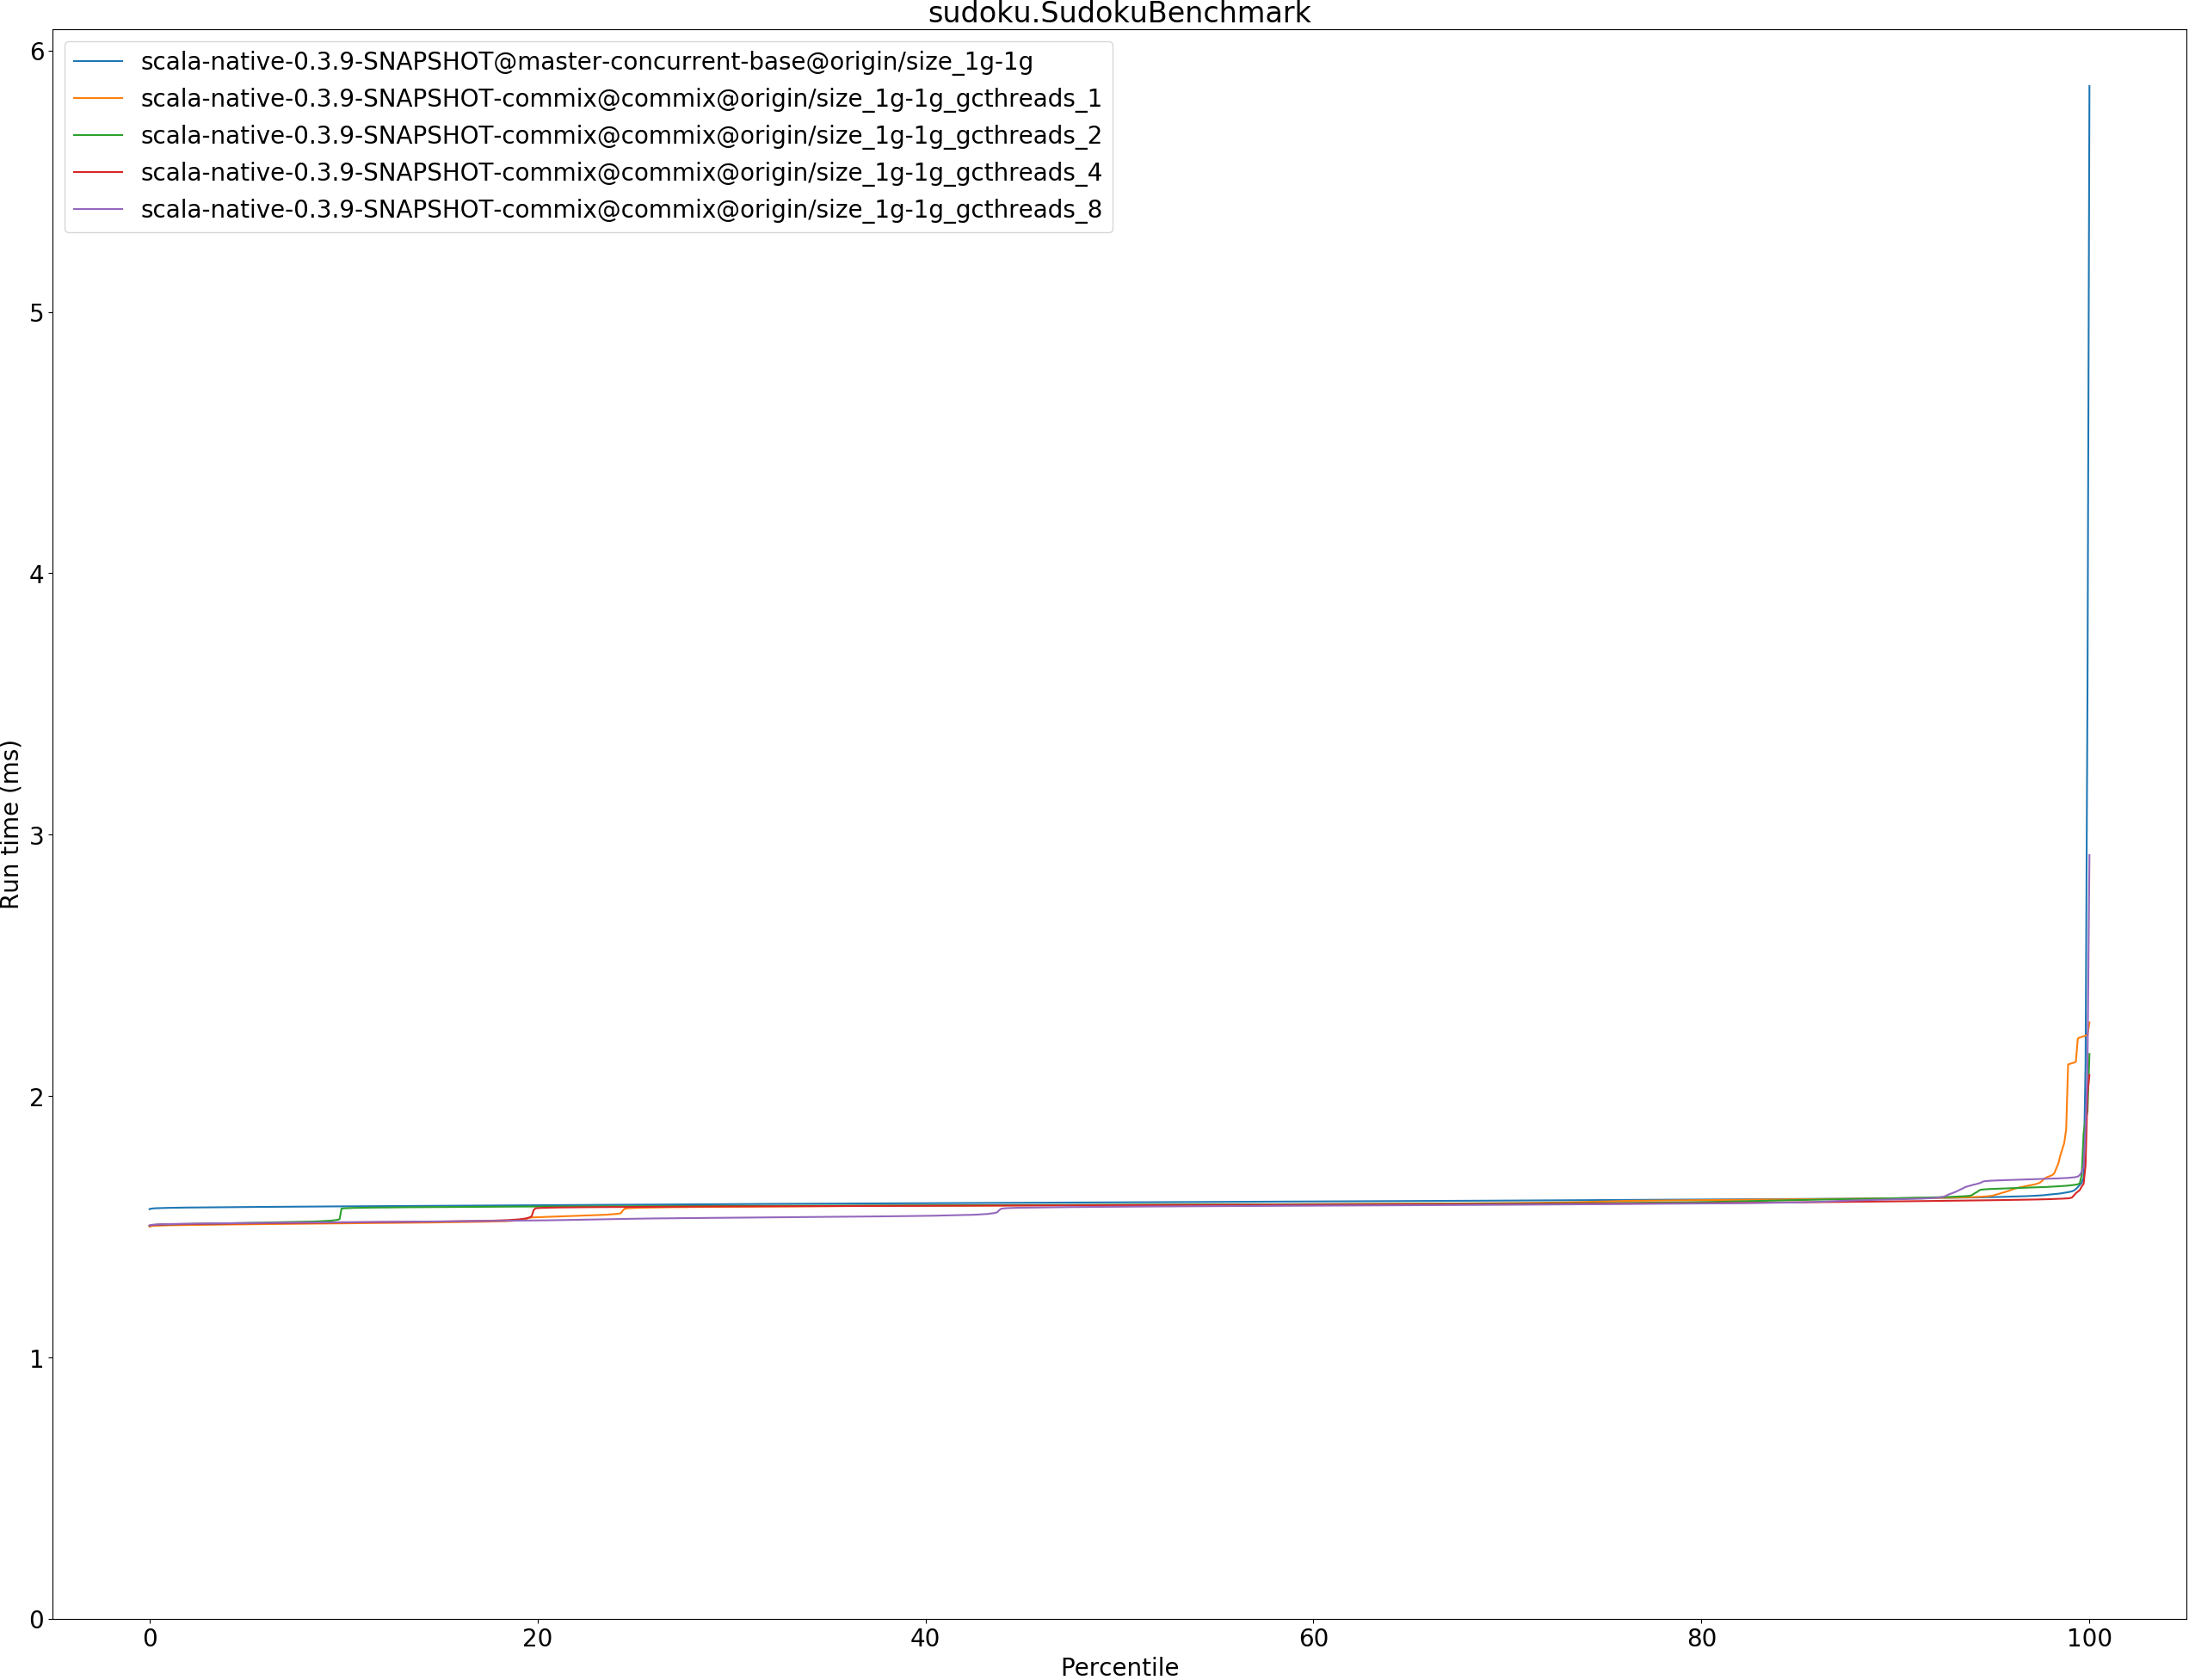 sudoku.SudokuBenchmark
6
scala-native-0.3.9-SNAPSHOT@master-concurrent-base@origin/size_1g-1g
scala-native-0.3.9-SNAPSHOT-commix@commix@origin/size_1g-1g_gcthreads_1
scala-native-0.3.9-SNAPSHOT-commix@commix@origin/size_1g-1g_gcthreads_2
scala-native-0.3.9-SNAPSHOT-commix@commix@origin/size_1g-1g_gcthreads_4
scala-native-0.3.9-SNAPSHOT-commix@commix@origin/size_1g-1g_gcthreads_8
5
4
3
2
1
0
Run time (ms)
0 20 40 60 80 100
Percentile